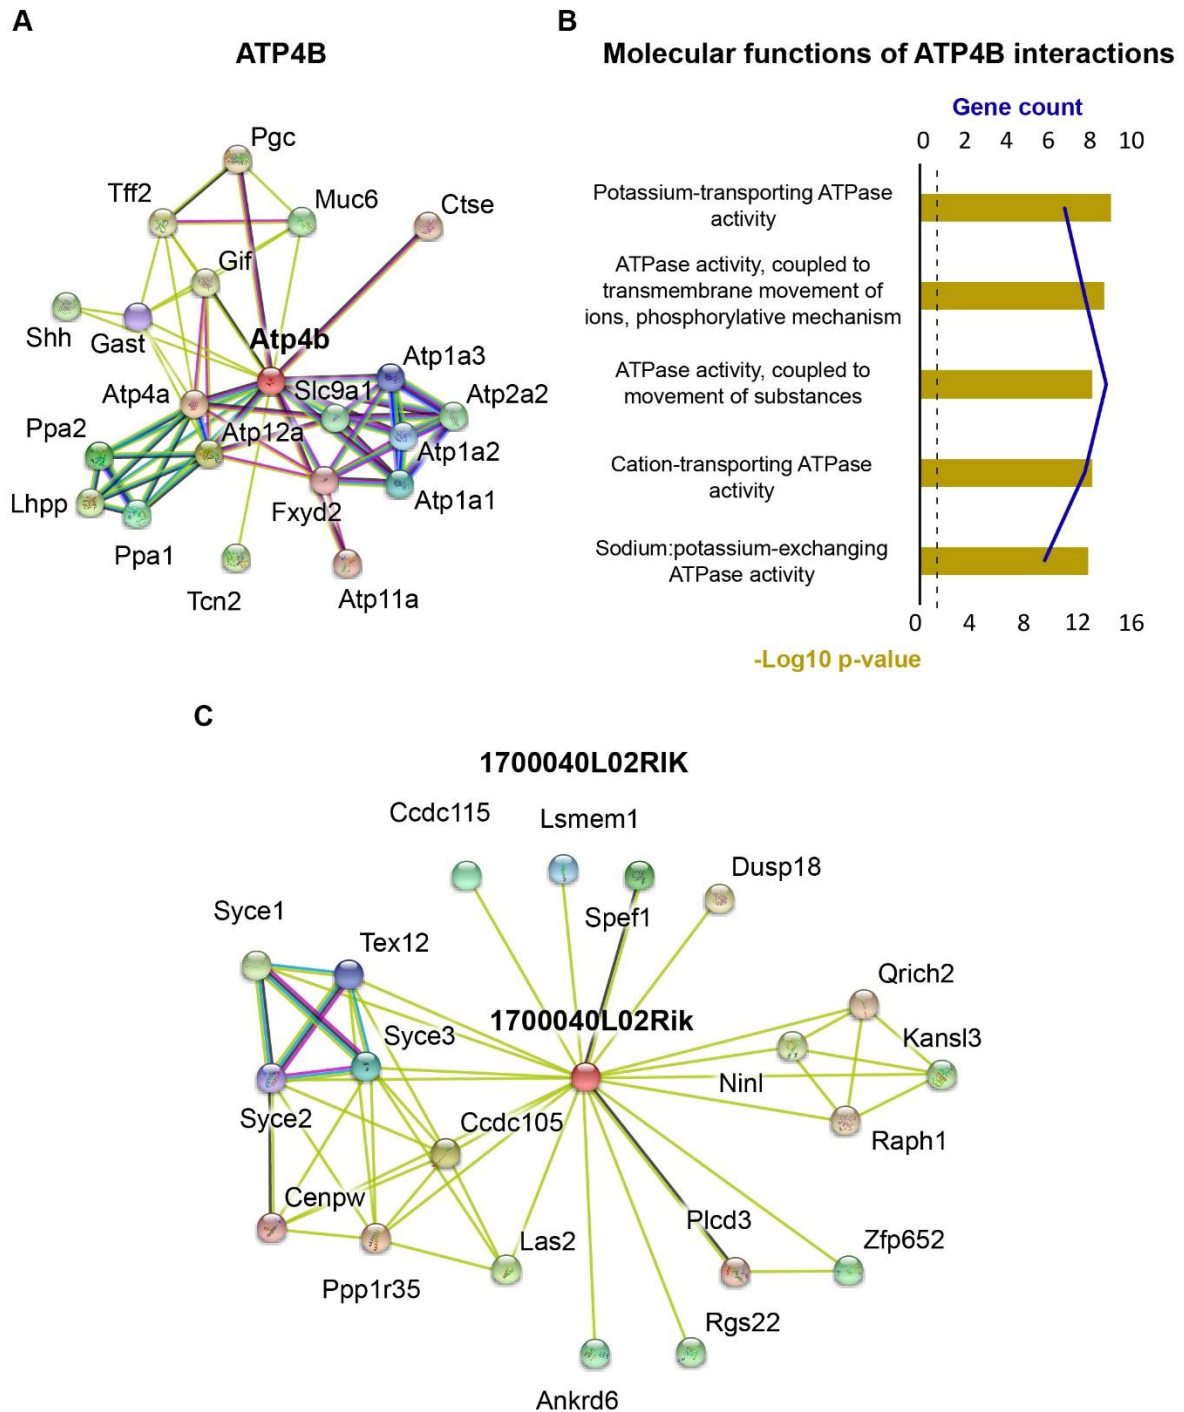 A
ATP4B
Pgc
Tff2
Muc6
Ctse
Gif
Shh
Gast
Atp4b
Atp1a3
Atp4a
Slc9a1
Atp2a2
Ppa2
Atp12a
Atp1a2
Lhpp
Fxyd2
Atp1a1
Ppa1
Tcn2
Atp11a
B
Molecular functions of ATP4B interactions
Gene count
0 2 4 6 8 10
Potassium-transporting ATPase
activity
ATPase activity, coupled to
transmembrane movement of
ions, phosphorylative mechanism
ATPase activity, coupled to
movement of substances
Cation-transporting ATPase
activity
Sodium:potassium-exchanging
ATPase activity
0 4 8 12 16
-Log10 p-value
C
1700040L02RIK
Ccdc115
Lsmem1
Dusp18
Spef1
Syce1
Tex12
Qrich2
1700040L02Rik
Syce3
Kansl3
Ninl
Syce2
Ccdc105
Raph1
Cenpw
Plcd3
Las2
Zfp652
Ppp1r35
Rgs22
Ankrd6